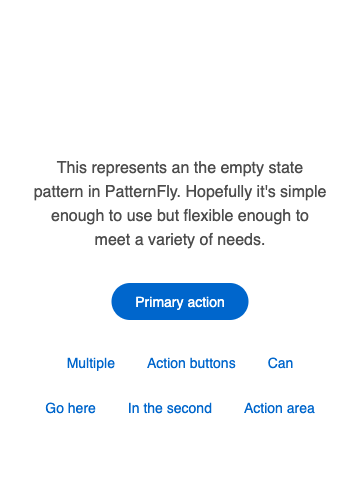 This represents an the empty state
pattern in PatternFly. Hopefully it's simple
enough to use but flexible enough to
meet a variety of needs.
Primary action
Multiple Action buttons Can
Go here In the second Action area